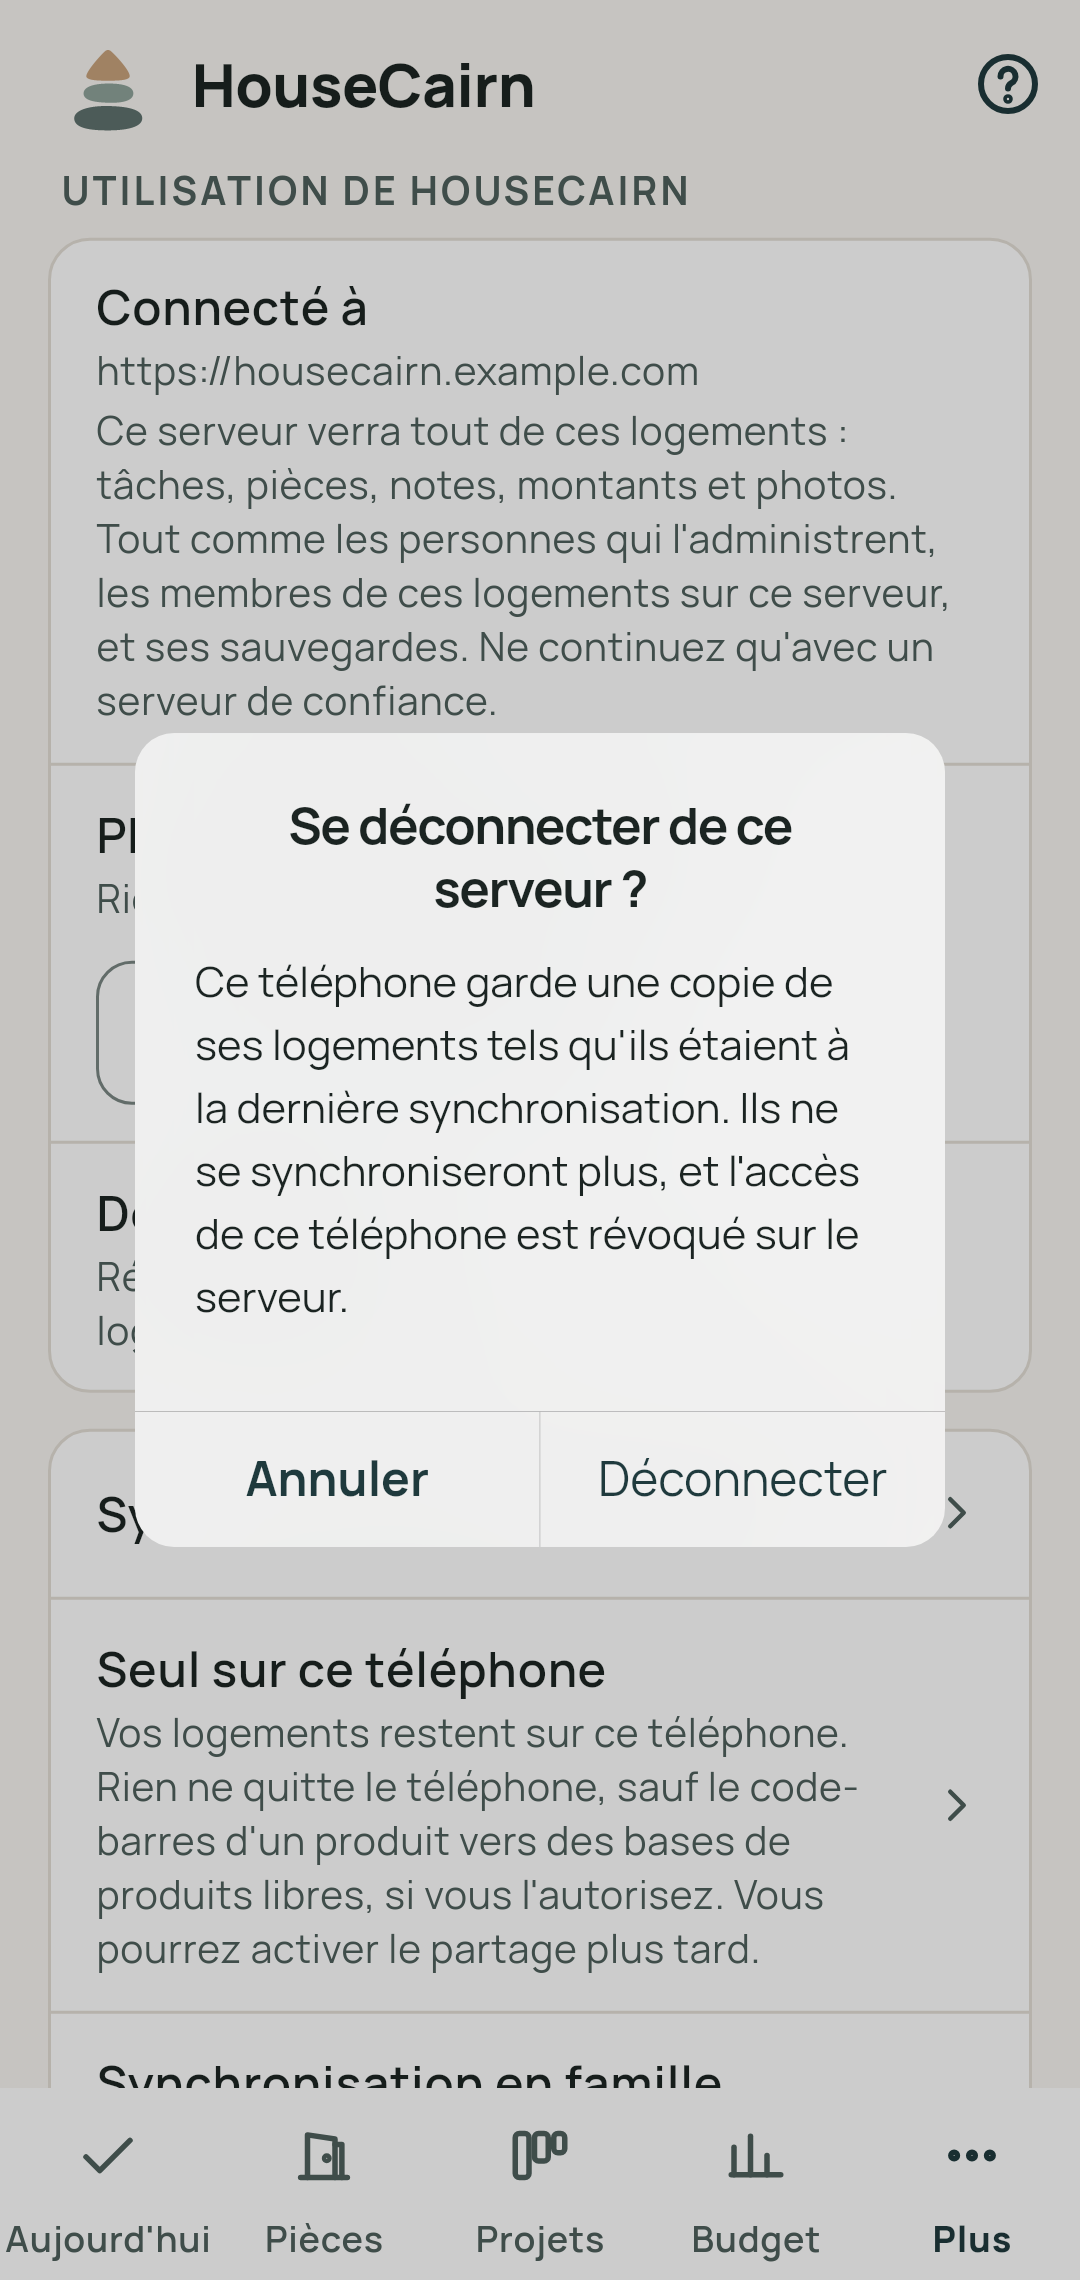 HouseCairn
UTILISATION DE HOUSECAIRN
Connecté à
https://housecairn.example.com
Ce serveur verra tout de ces logements :
tâches, pièces, notes, montants et photos.
Tout comme les personnes qui l'administrent,
les membres de ces logements sur ce serveur,
et ses sauvegardes. Ne continuez qu'avec un
serveur de confiance.
Se déconnecter de ce
serveur ?
Ce téléphone garde une copie de
ses logements tels qu'ils étaient à
la dernière synchronisation. Ils ne
se synchroniseront plus, et l'accès
de ce téléphone est révoqué sur le
serveur.
Annuler
Déconnecter
Seul sur ce téléphone
Vos logements restent sur ce téléphone.
Rien ne quitte le téléphone, sauf le code-
barres d'un produit vers des bases de
produits libres, si vous l'autorisez. Vous
pourrez activer le partage plus tard.
Synchronisation en famille
Aujourd'hui
Pièces
Projets
Budget
Plus